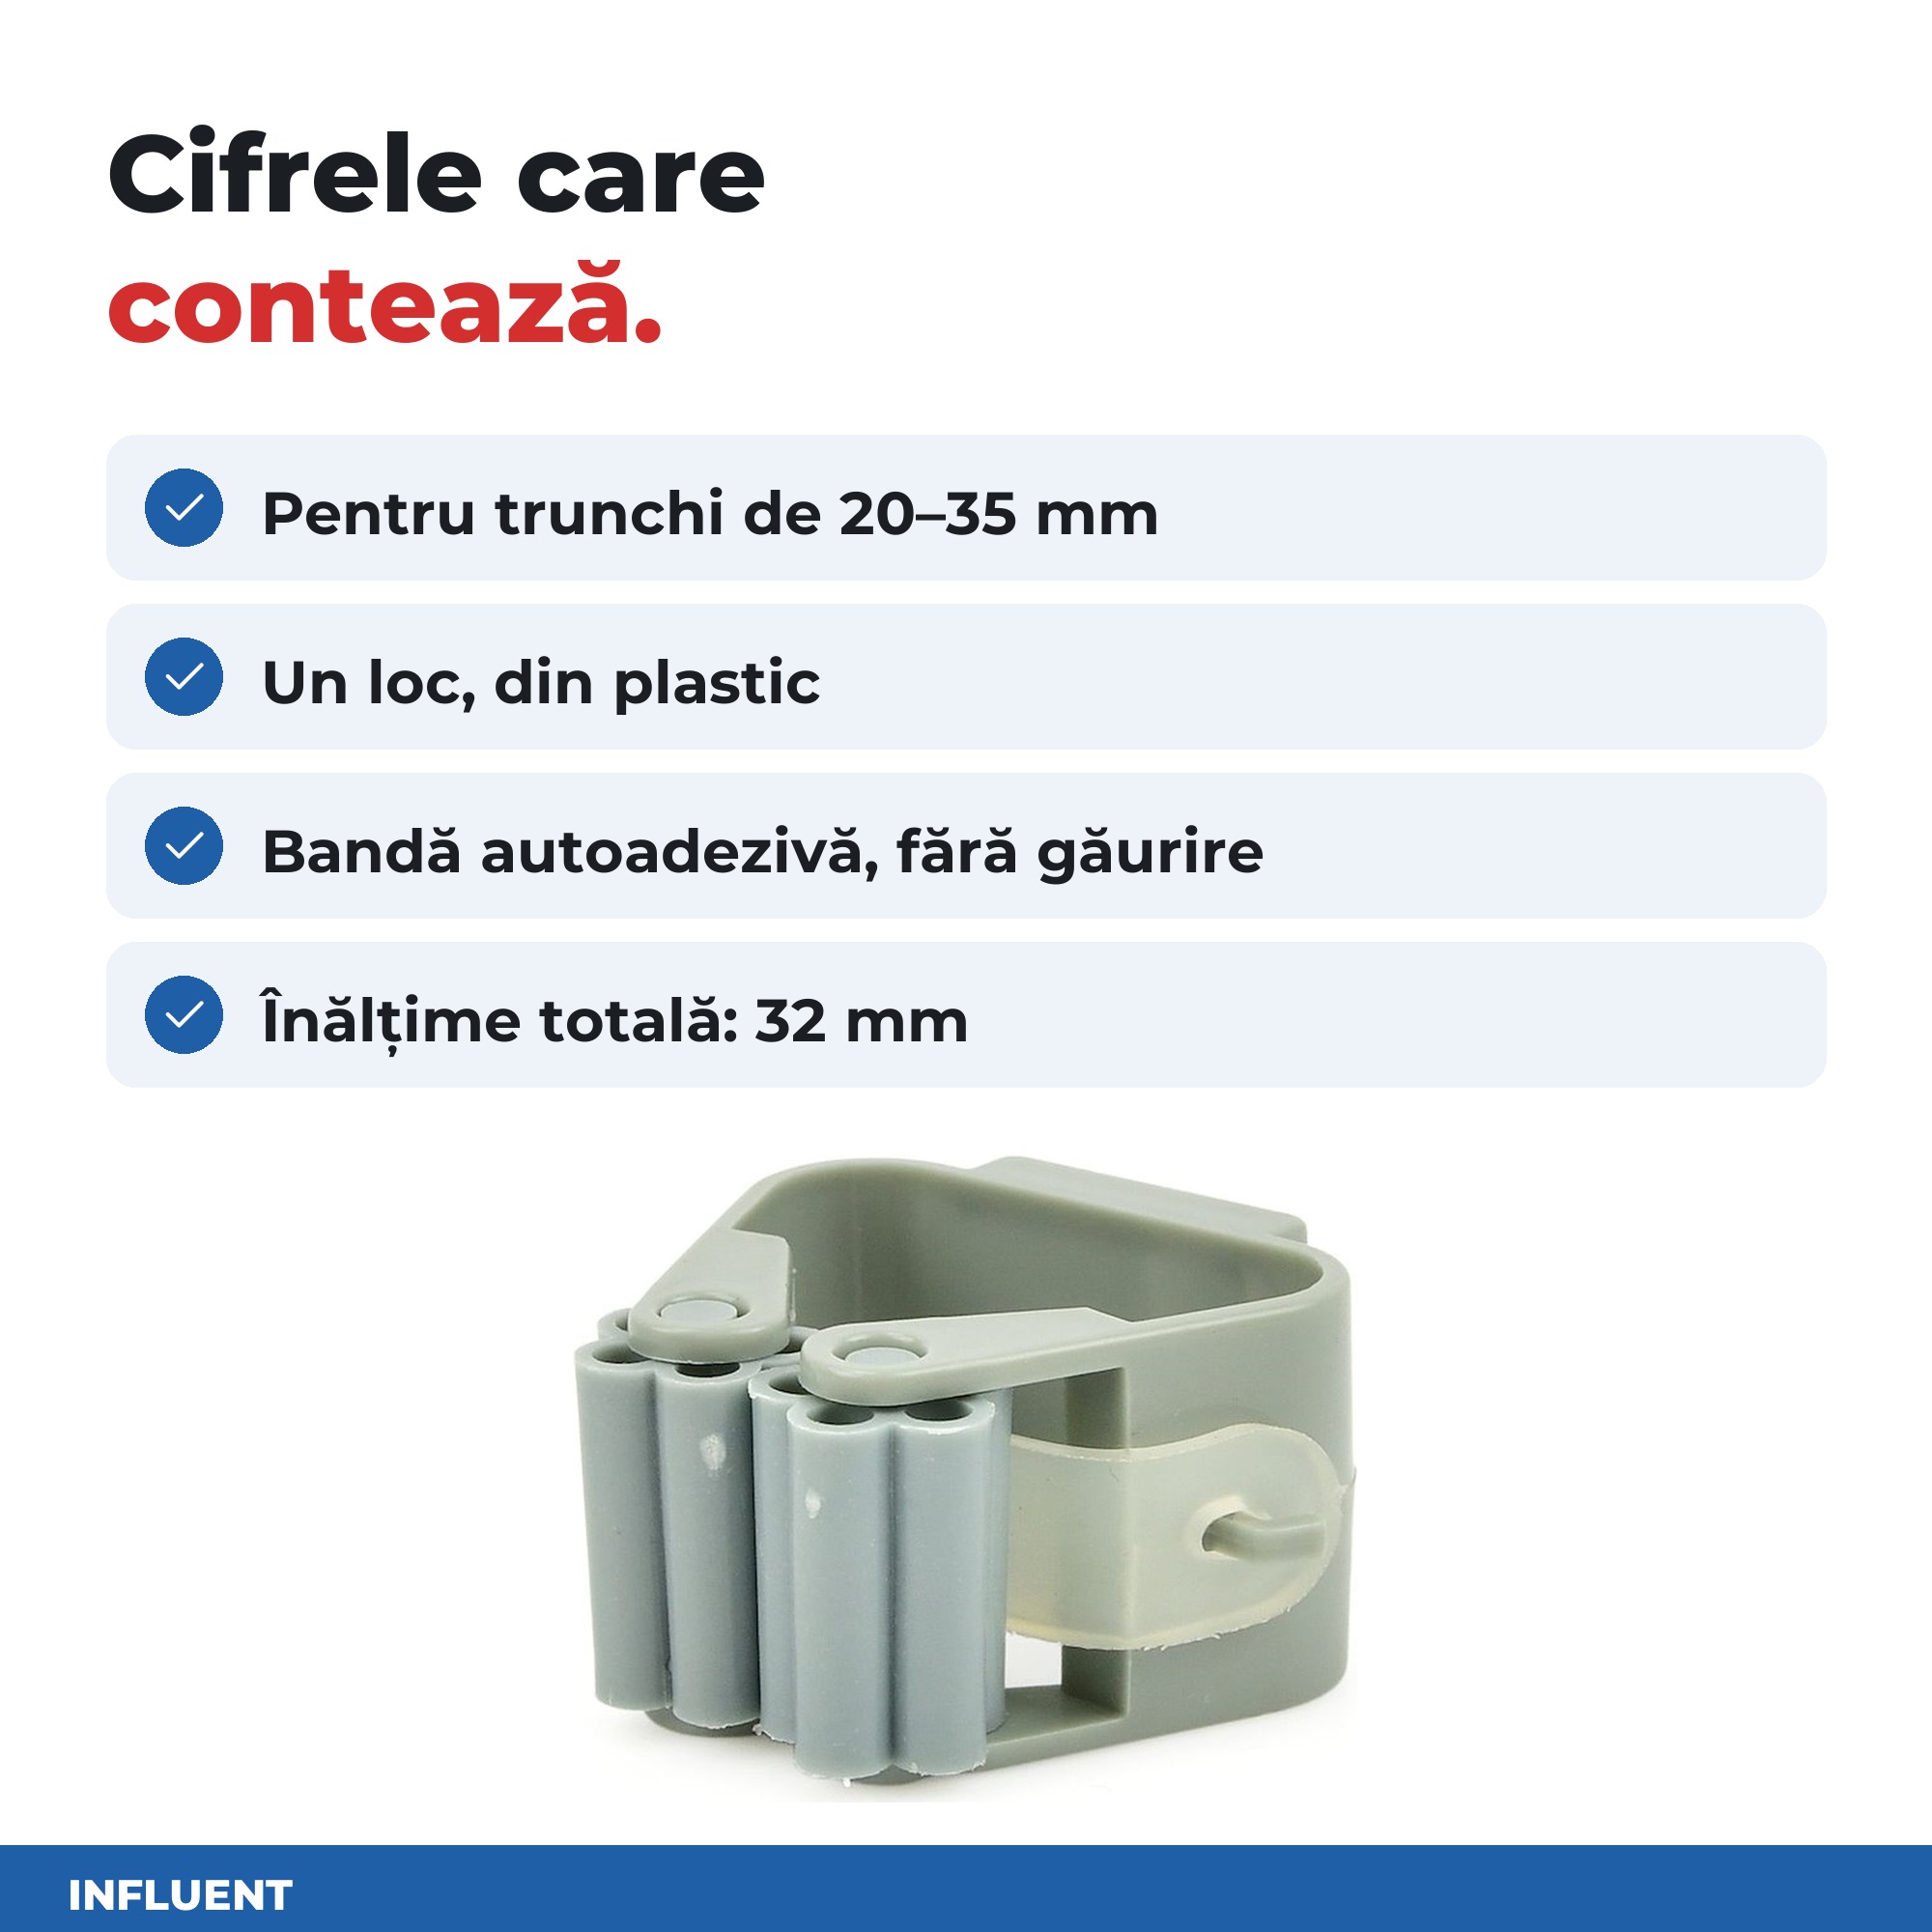 Cifrele care
contează.
Pentru trunchi de 20–35 mm
Un loc, din plastic
Bandă autoadezivă, fără găurire
Înălțime totală: 32 mm
INFLUENT